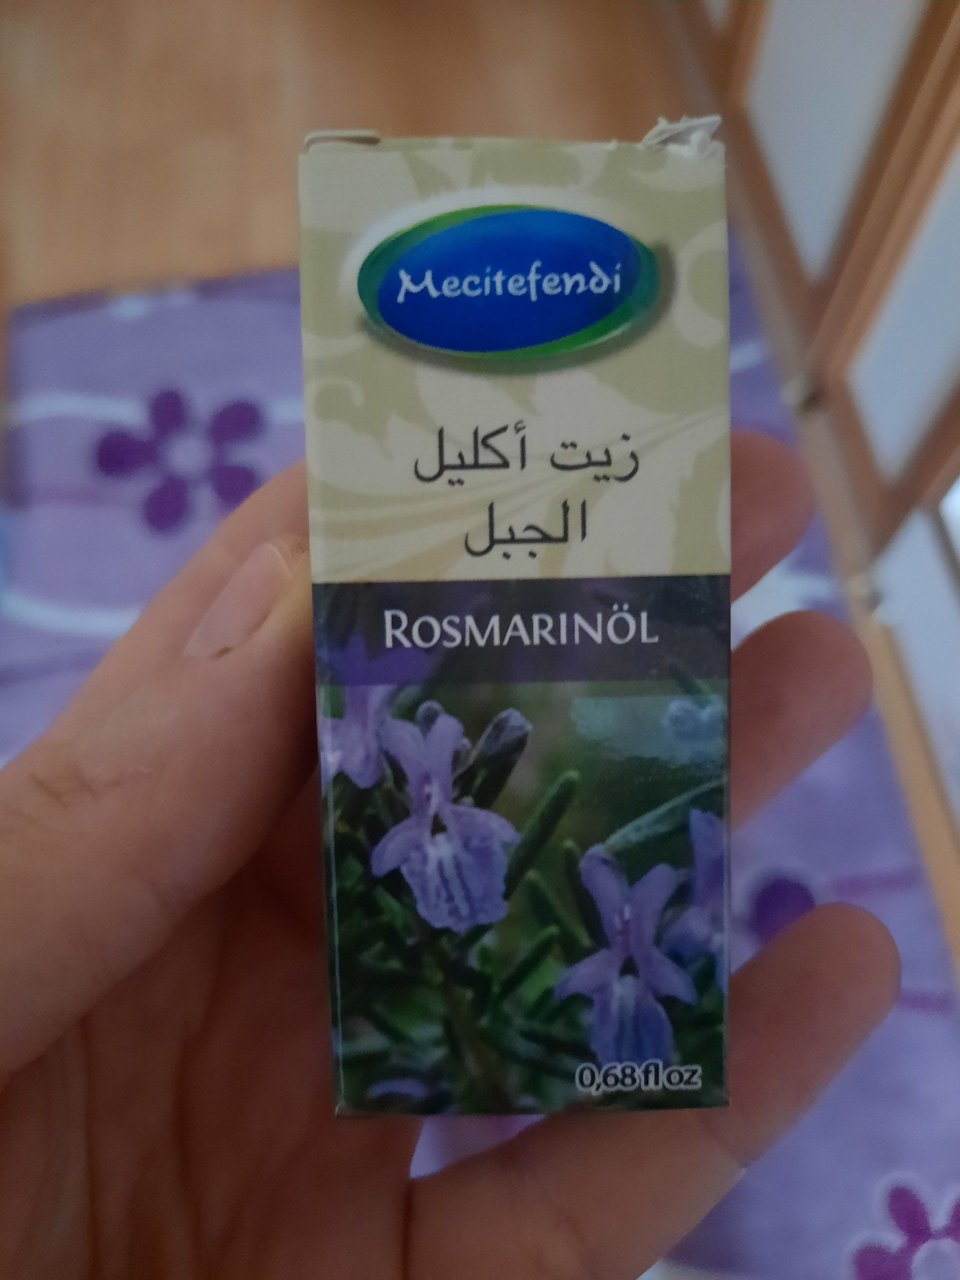 Mecitefendi
زيت أكليل
الجبل
ROSMARINÖL
0,68 fl oz